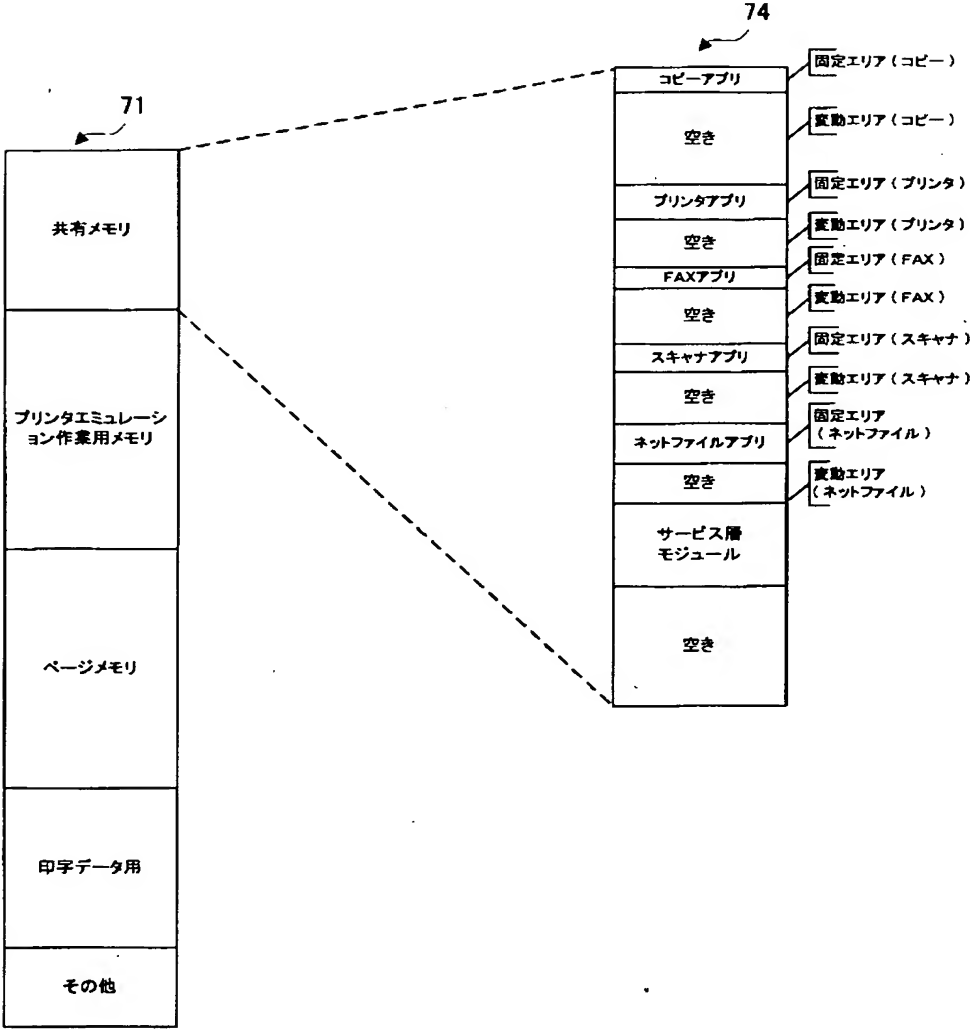 71
共有メモリ
プリンタエミュレーシ
ョン作業用メモリ
ページメモリ
印字データ用
その他
74
コピーアプリ
固定エリア（コピー）
空き
変動エリア（コピー）
プリンタアプリ
固定エリア（プリンタ）
空き
変動エリア（プリンタ）
FAXアプリ
固定エリア（FAX）
空き
変動エリア（FAX）
スキャナアプリ
固定エリア（スキャナ）
空き
変動エリア（スキャナ）
ネットファイルアプリ
固定エリア
（ネットファイル）
空き
変動エリア
（ネットファイル）
サービス層
モジュール
空き